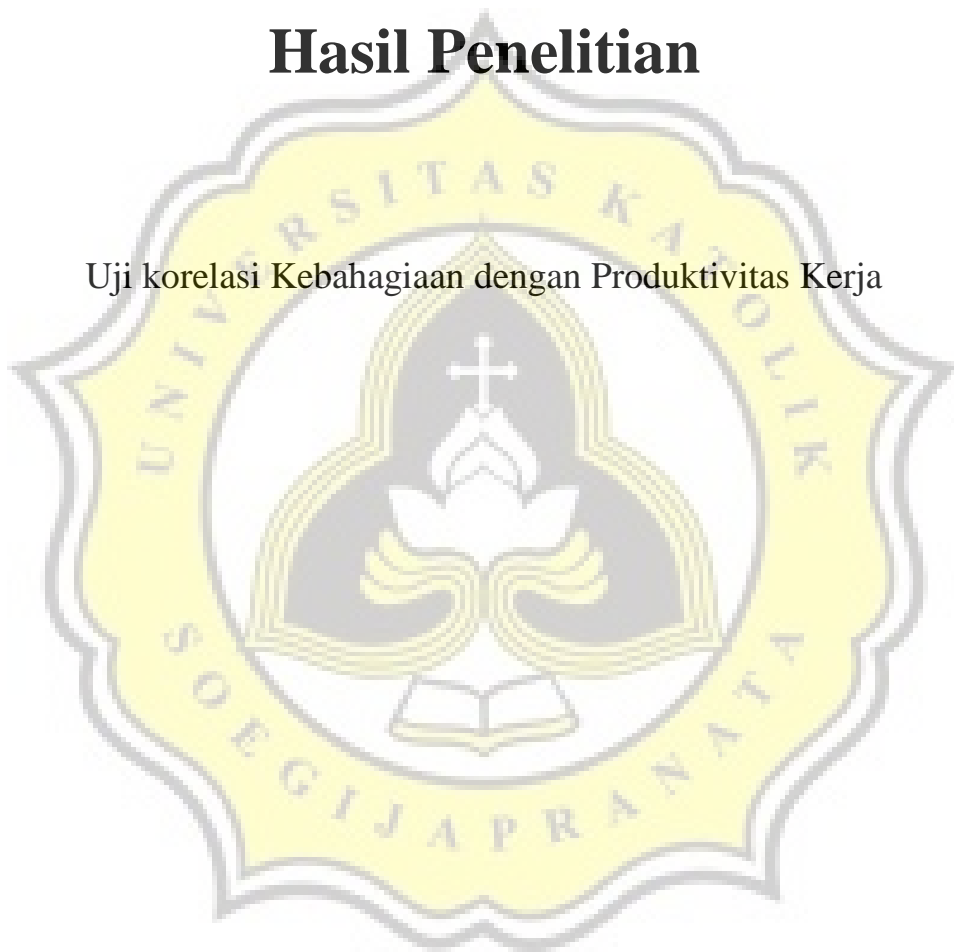 Hasil Penelitian
UNIVERSITAS KATOLIK
Uji korelasi Kebahagiaan dengan Produktivitas Kerja
SOEGIJAPRANATA